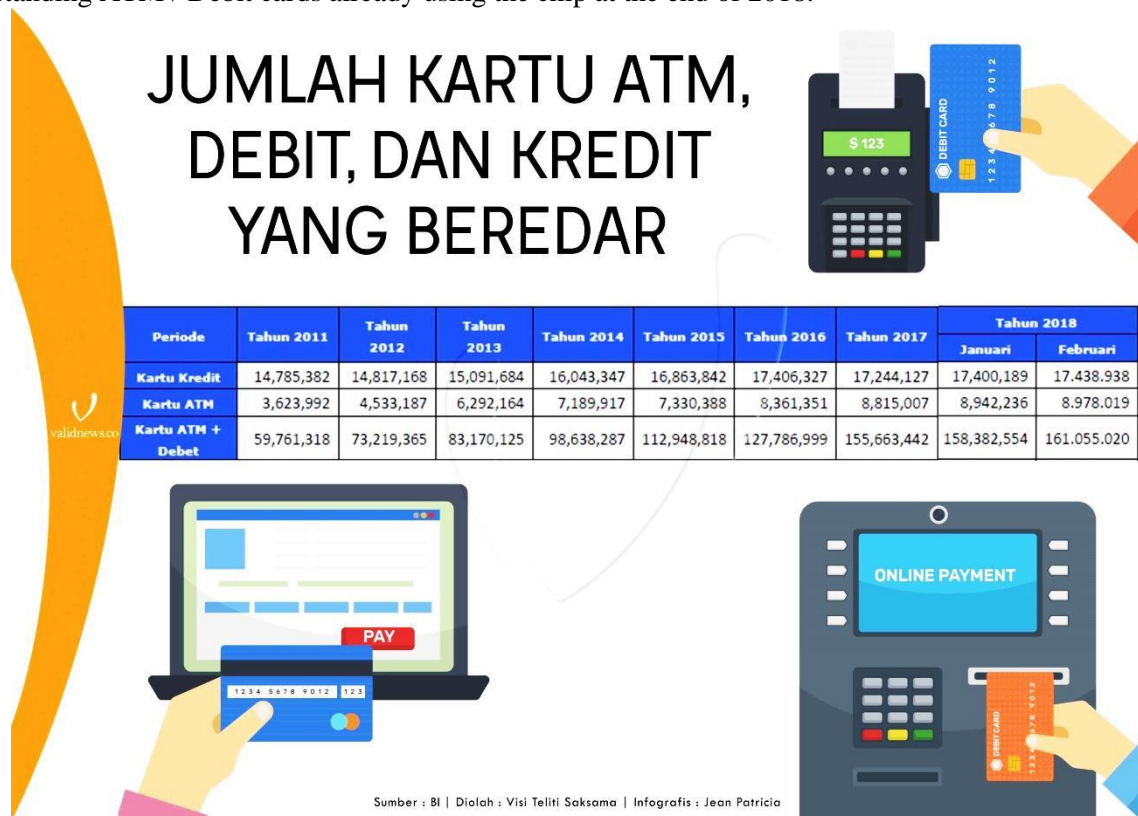 standing ATM / Debit cards already using the chip at the end of 2018.
JUMLAH KARTU ATM,
DEBIT, DAN KREDIT
YANG BEREDAR
$ 123
DEBIT CARD
Periode Tahun 2011 Tahun 2012 Tahun 2013 Tahun 2014 Tahun 2015 Tahun 2016 Tahun 2017 Tahun 2018
Januari Februari
Kartu Kredit 14,785,382 14,817,168 15,091,684 16,043,347 16,863,842 17,406,327 17,244,127 17,400,189 17.438.938
Kartu ATM 3,623,992 4,533,187 6,292,164 7,189,917 7,330,388 8,361,351 8,815,007 8,942,236 8.978.019
Kartu ATM + Debet 59,761,318 73,219,365 83,170,125 98,638,287 112,948,818 127,786,999 155,663,442 158,382,554 161.055.020
validnews.co
PAY
1234 5678 9012 123
ONLINE PAYMENT
DEBIT CARD
Sumber : BI | Diolah : Visi Teliti Saksama | Infografis : Jean Patricia